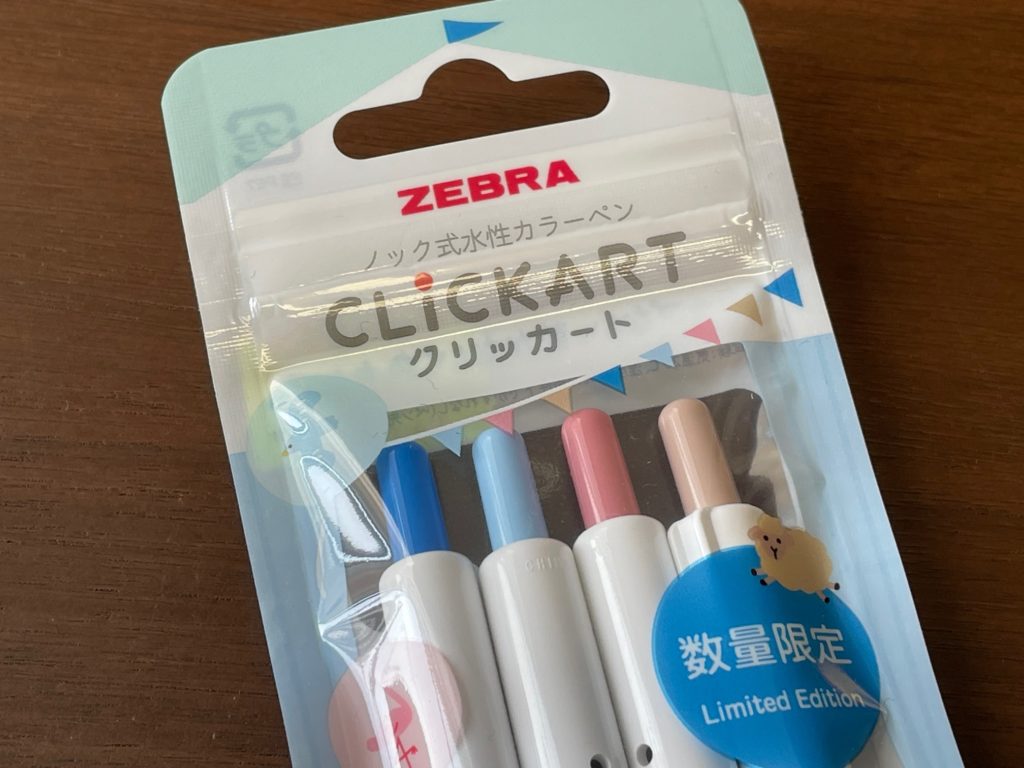 ZEBRA
ノック式水性カラーペン
CLiCKART
クリッカート
数量限定
Limited Edition